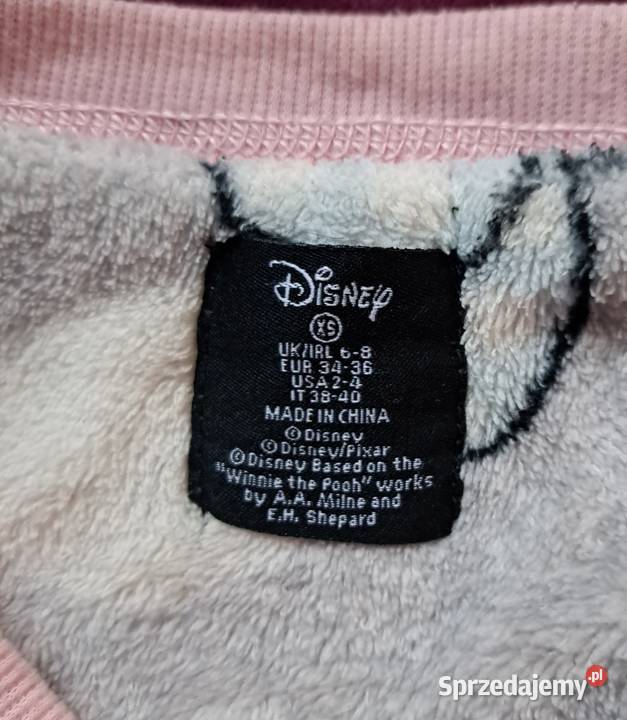 Disney
XS
UK/IRL 6-8
EUR 34-36
USA 2-4
IT 38-40
MADE IN CHINA
©Disney
©Disney/Pixar
©Disney Based on the
"Winnie the Pooh" works
by A.A. Milne and
E.H. Shepard
Sprzedajemy.pl